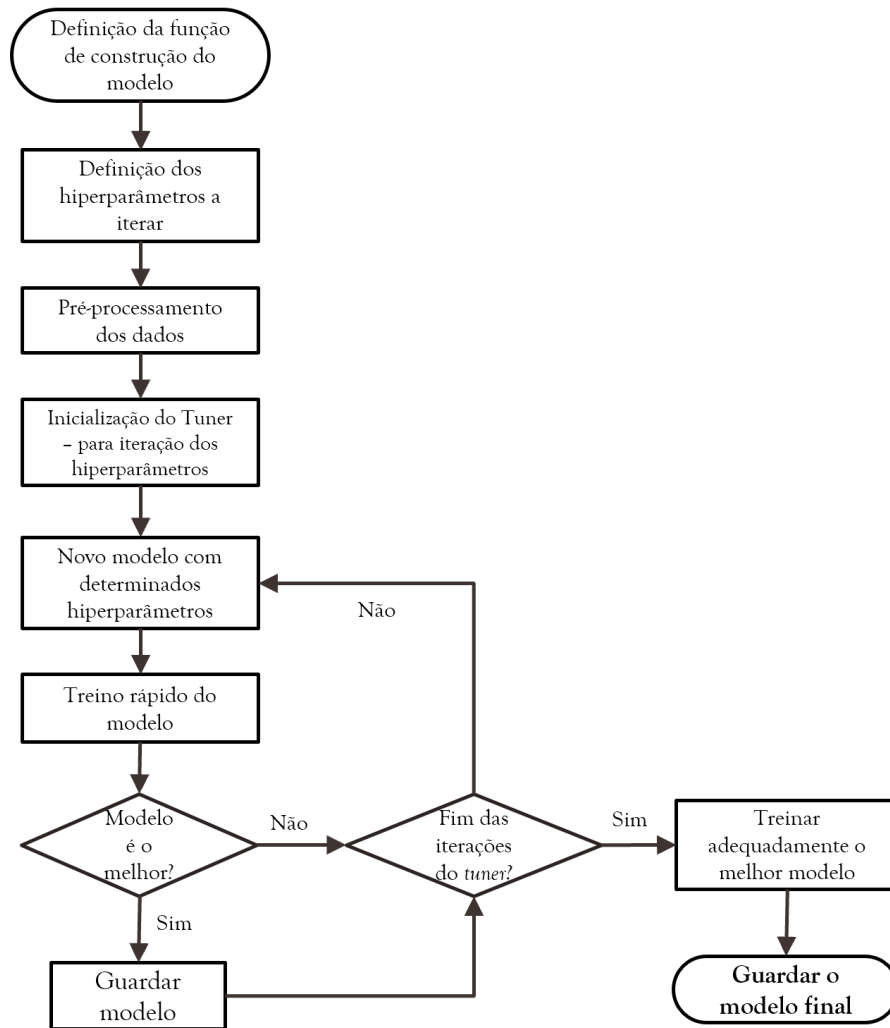 Definição da função
de construção do
modelo
Definição dos
hiperparâmetros a
iterar
Pré-processamento
dos dados
Inicialização do Tuner
– para iteração dos
hiperparâmetros
Novo modelo com
determinados
hiperparâmetros
Não
Treino rápido do
modelo
Modelo
é o
melhor?
Não
Fim das
iterações
do tuner?
Sim
Treinar
adequadamente o
melhor modelo
Sim
Guardar
modelo
Guardar o
modelo final